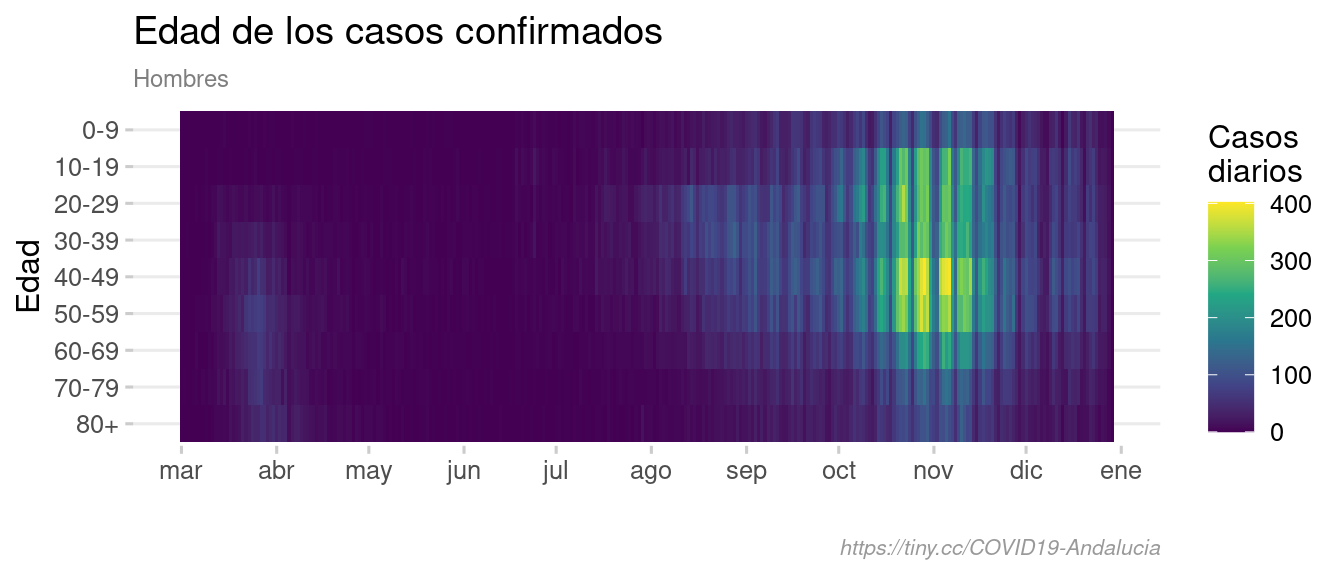 Edad de los casos confirmados
Hombres
Edad
0-9
10-19
20-29
30-39
40-49
50-59
60-69
70-79
80+
mar abr may jun jul ago sep oct nov dic ene
Casos
diarios
400
300
200
100
0
https://tiny.cc/COVID19-Andalucia